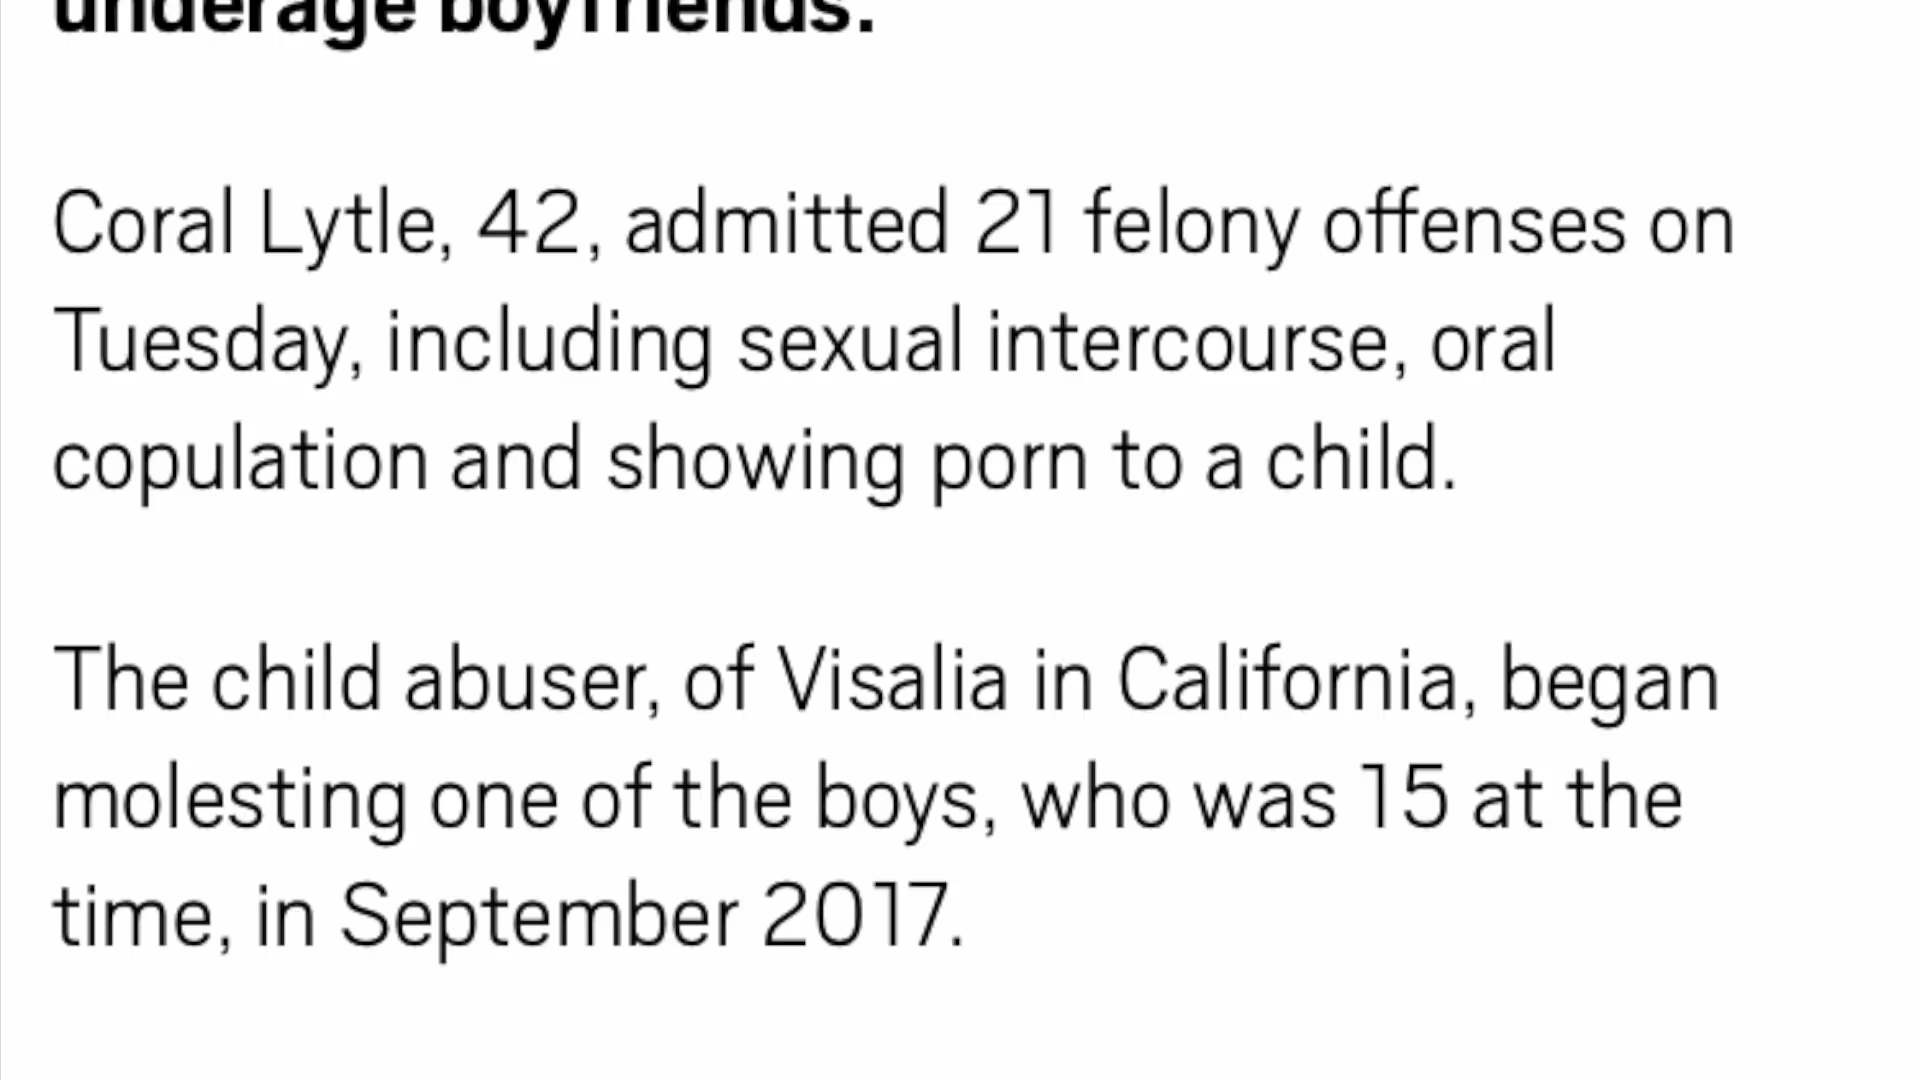 underage boyfriends.
Coral Lytle, 42, admitted 21 felony offenses on
Tuesday, including sexual intercourse, oral
copulation and showing porn to a child.
The child abuser, of Visalia in California, began
molesting one of the boys, who was 15 at the
time, in September 2017.